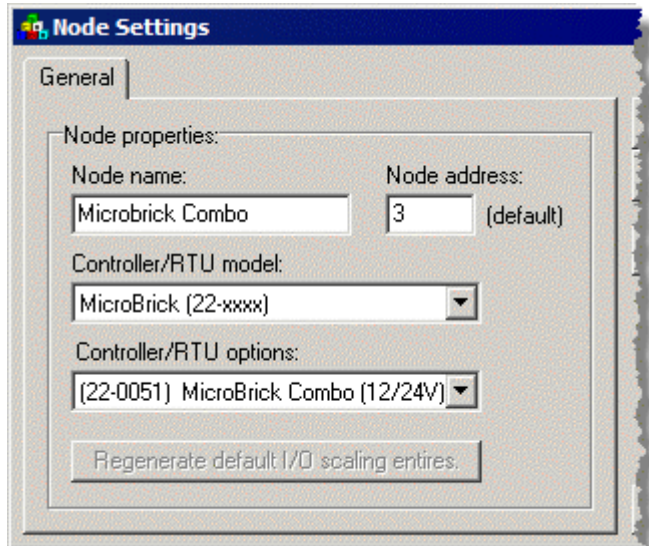 Node Settings
General
Node properties:
Node name:
Node address:
Microbrick Combo
3
(default)
Controller/RTU model:
MicroBrick (22-xxxx)
Controller/RTU options:
(22-0051) MicroBrick Combo (12/24V)
Regenerate default I/O scaling entires.